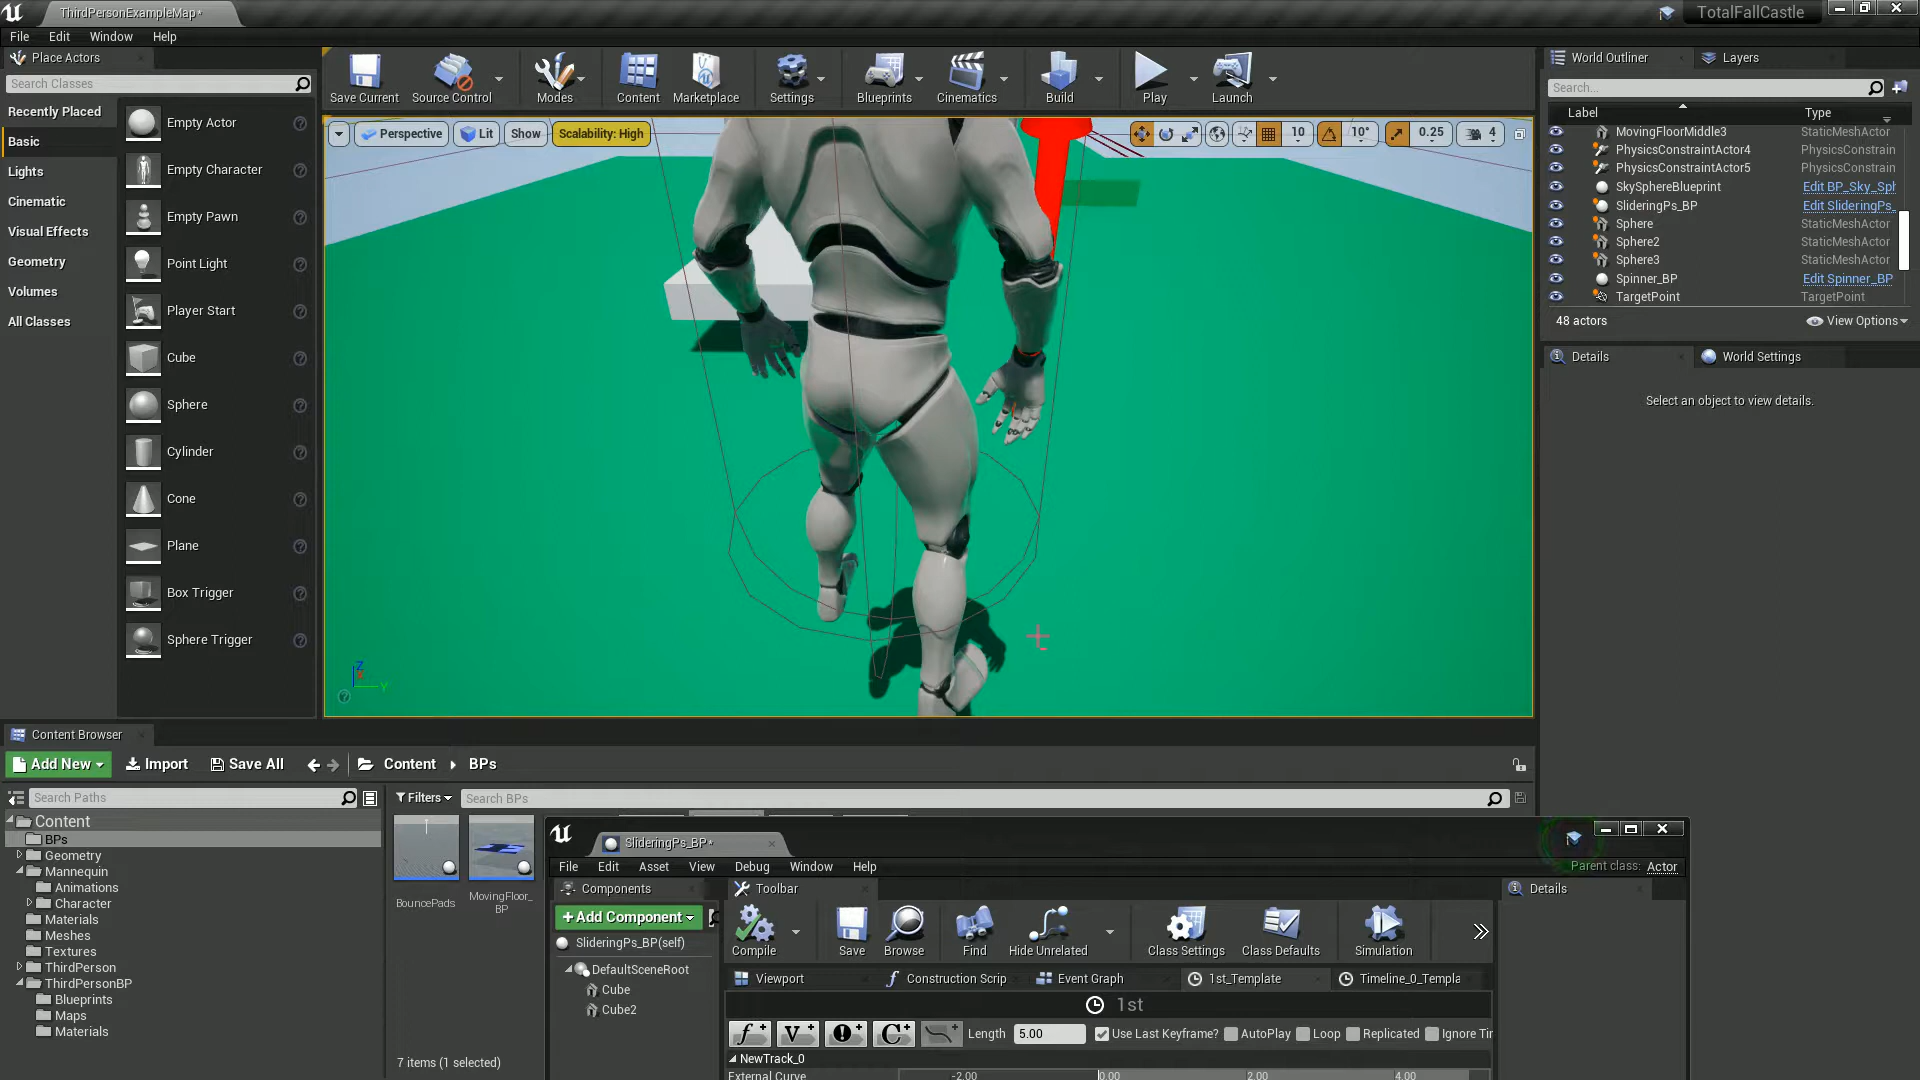 ThirdPersonExampleMap*
TotalFallCastle
File Edit Window Help
Place Actors
World Outliner Layers
Search Classes
Save Current Source Control Modes Content Marketplace Settings Blueprints Cinematics Build Play Launch
Search...
Label Type
Recently Placed
Basic
Lights
Cinematic
Visual Effects
Geometry
Volumes
All Classes
Empty Actor
Empty Character
Empty Pawn
Point Light
Player Start
Cube
Sphere
Cylinder
Cone
Plane
Box Trigger
Sphere Trigger
Perspective Lit Show Scalability: High 10 10° 0.25 4
Z
X
Y
MovingFloorMiddle3 StaticMeshActor
PhysicsConstraintActor4 PhysicsConstrain
PhysicsConstraintActor5 PhysicsConstrain
SkySphereBlueprint Edit BP_Sky_Sph
SlideringPs_BP Edit SlideringPs_
Sphere StaticMeshActor
Sphere2 StaticMeshActor
Sphere3 StaticMeshActor
Spinner_BP Edit Spinner_BP
TargetPoint TargetPoint
48 actors View Options
Details World Settings
Select an object to view details.
Content Browser
Add New Import Save All Content BPs
Search Paths Filters Search BPs
Content
BPs
Geometry
Mannequin
Animations
Character
Materials
Meshes
Textures
ThirdPerson
ThirdPersonBP
Blueprints
Maps
Materials
BouncePads
MovingFloor_
BP
7 items (1 selected)
SlideringPs_BP*
File Edit Asset View Debug Window Help
Parent class: Actor
Components Toolbar Details
+Add Component
SlideringPs_BP(self)
DefaultSceneRoot
Cube
Cube2
Compile Save Browse Find Hide Unrelated Class Settings Class Defaults Simulation
Viewport Construction Scrip Event Graph 1st_Template Timeline_0_Templa
1st
f+ V+ !+ C+ Length 5.00 Use Last Keyframe? AutoPlay Loop Replicated Ignore Tir
NewTrack_0
External Curve -2.00 0.00 2.00 4.00